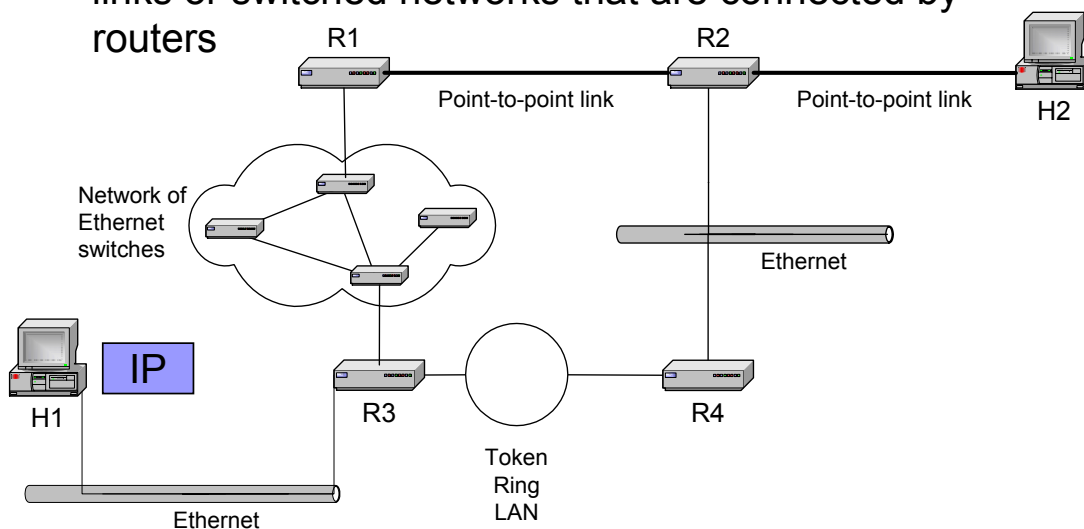 links or switched networks that are connected by
routers
R1
R2
Point-to-point link
Point-to-point link
H2
Network of
Ethernet
switches
Ethernet
IP
H1
R3
R4
Token
Ring
LAN
Ethernet